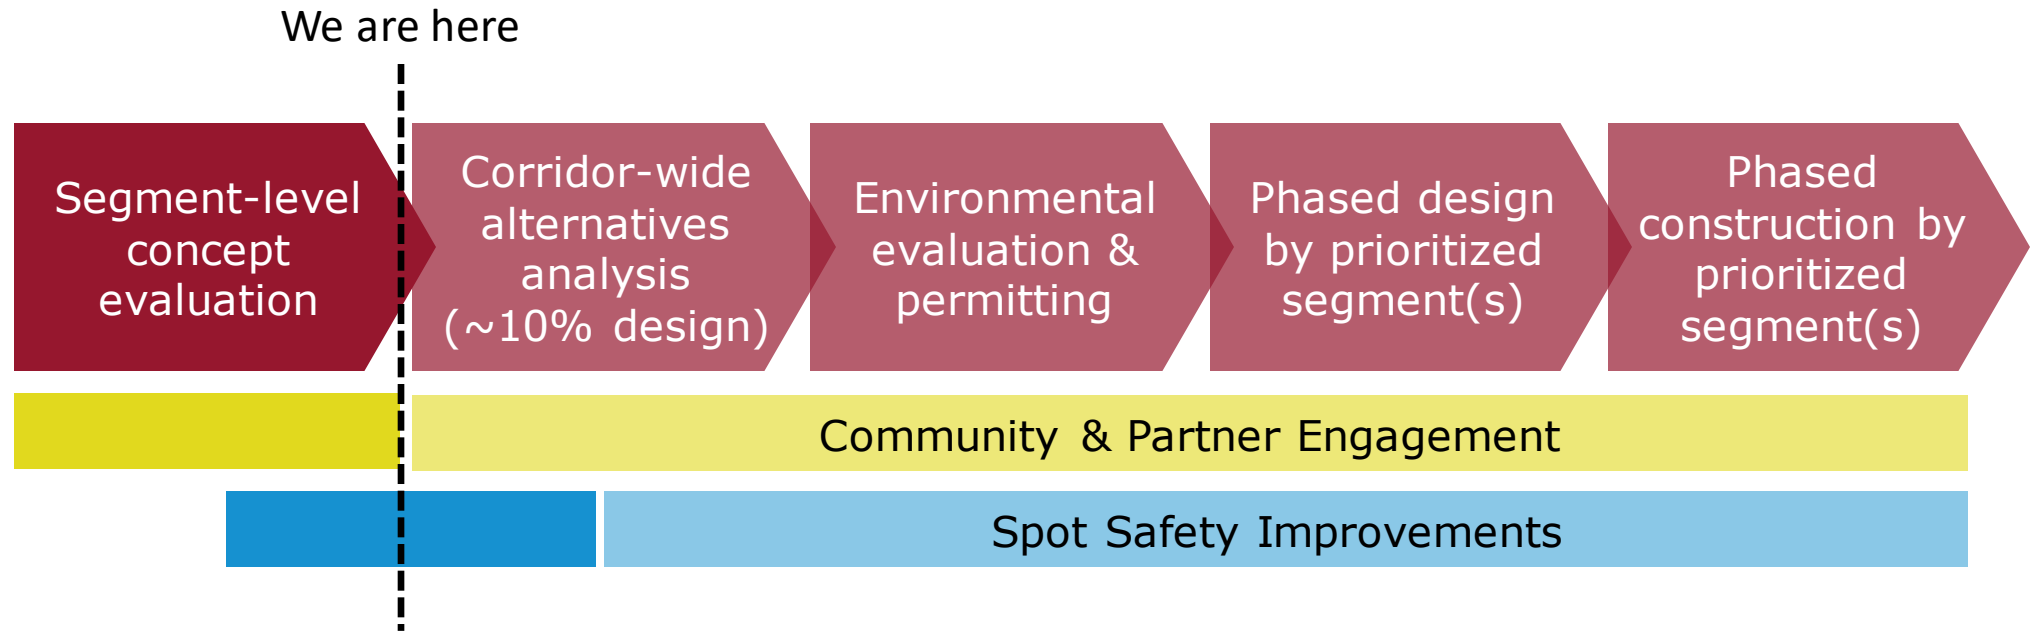 We are here
Segment-level
concept
evaluation
Corridor-wide
alternatives
analysis
(~10% design)
Environmental
evaluation &
permitting
Phased design
by prioritized
segment(s)
Phased
construction by
prioritized
segment(s)
Community & Partner Engagement
Spot Safety Improvements